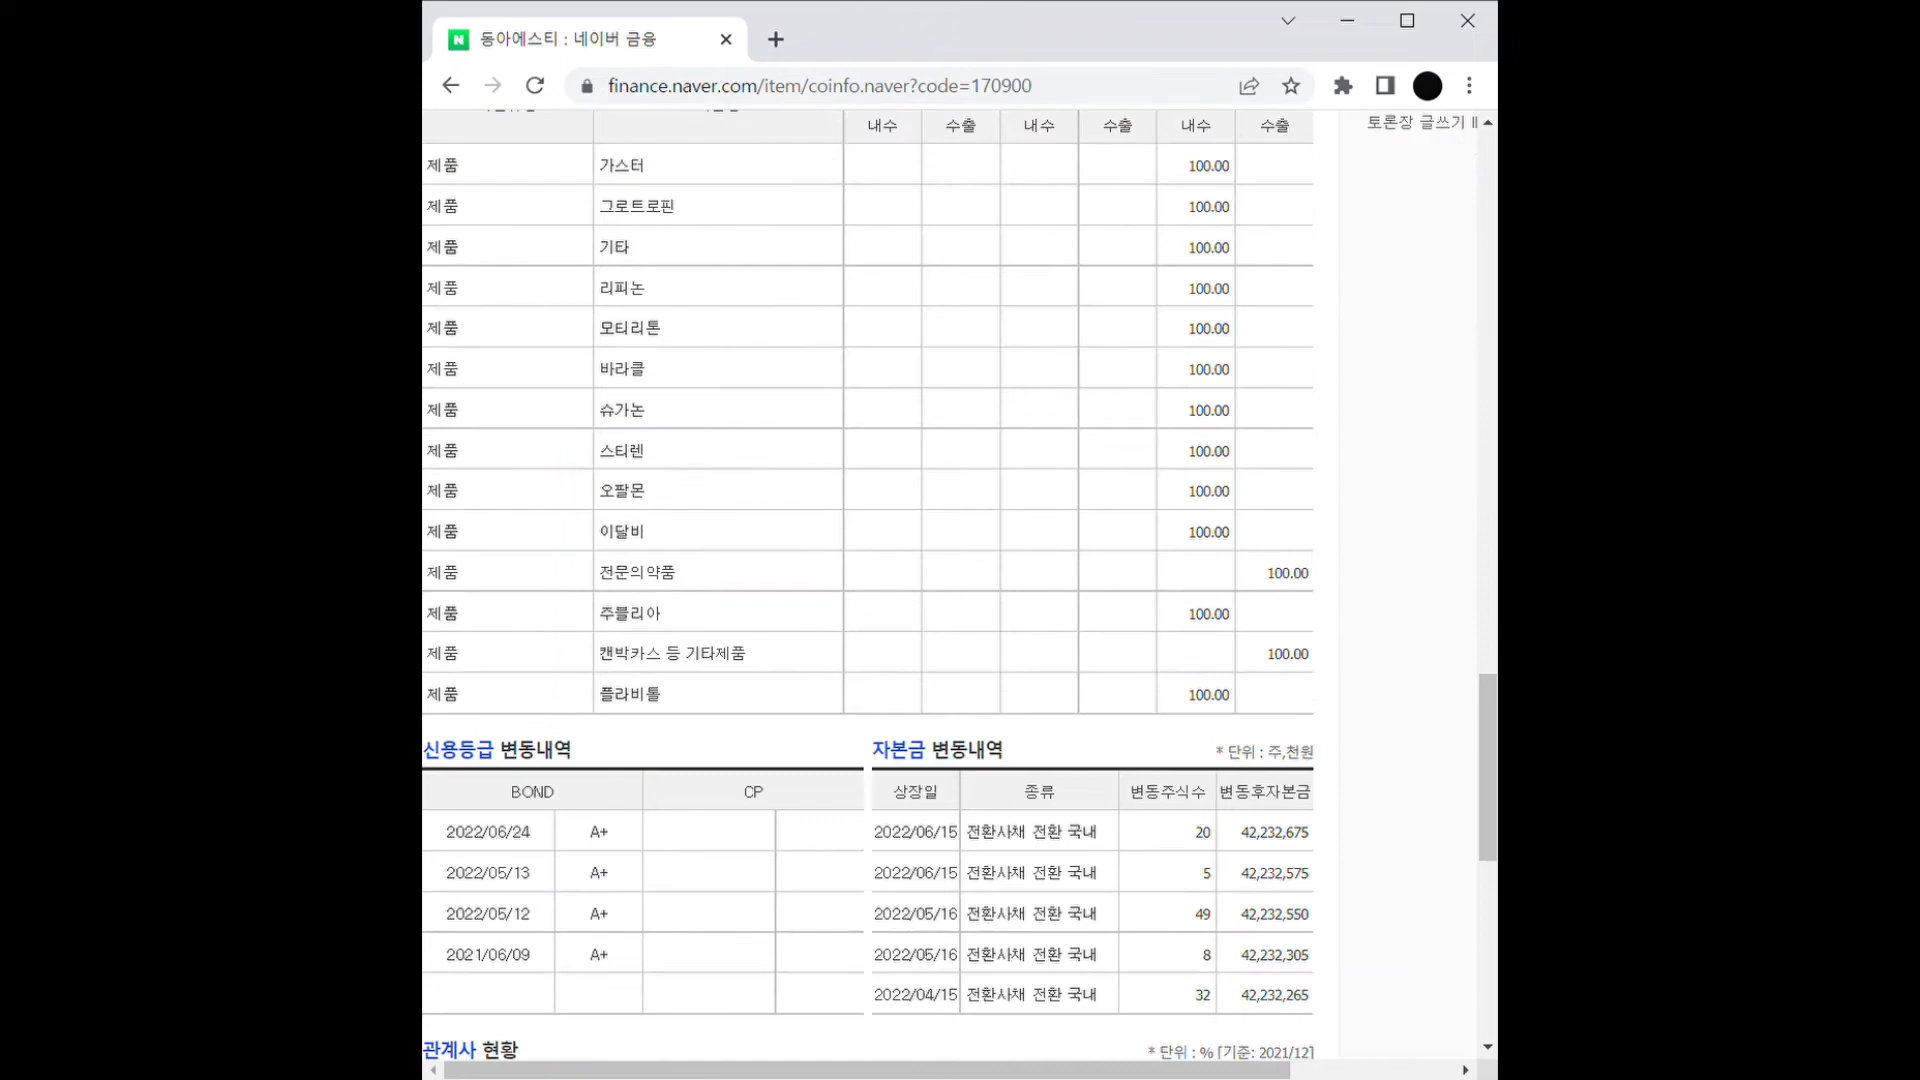 동아에스티 : 네이버 금융
finance.naver.com/item/coinfo.naver?code=170900
내수 수출 내수 수출 내수 수출
토론장 글쓰기
제품 가스터 100.00
제품 그로트로핀 100.00
제품 기타 100.00
제품 리피논 100.00
제품 모티리톤 100.00
제품 바라클 100.00
제품 슈가논 100.00
제품 스티렌 100.00
제품 오팔몬 100.00
제품 이달비 100.00
제품 전문의약품 100.00
제품 주블리아 100.00
제품 캔박카스 등 기타제품 100.00
제품 플라비톨 100.00
신용등급 변동내역
BOND CP
2022/06/24 A+
2022/05/13 A+
2022/05/12 A+
2021/06/09 A+
자본금 변동내역 * 단위 : 주,천원
상장일 종류 변동주식수 변동후자본금
2022/06/15 전환사채 전환 국내 20 42,232,675
2022/06/15 전환사채 전환 국내 5 42,232,575
2022/05/16 전환사채 전환 국내 49 42,232,550
2022/05/16 전환사채 전환 국내 8 42,232,305
2022/04/15 전환사채 전환 국내 32 42,232,265
관계사 현황 * 단위 : % [기준: 2021/12]